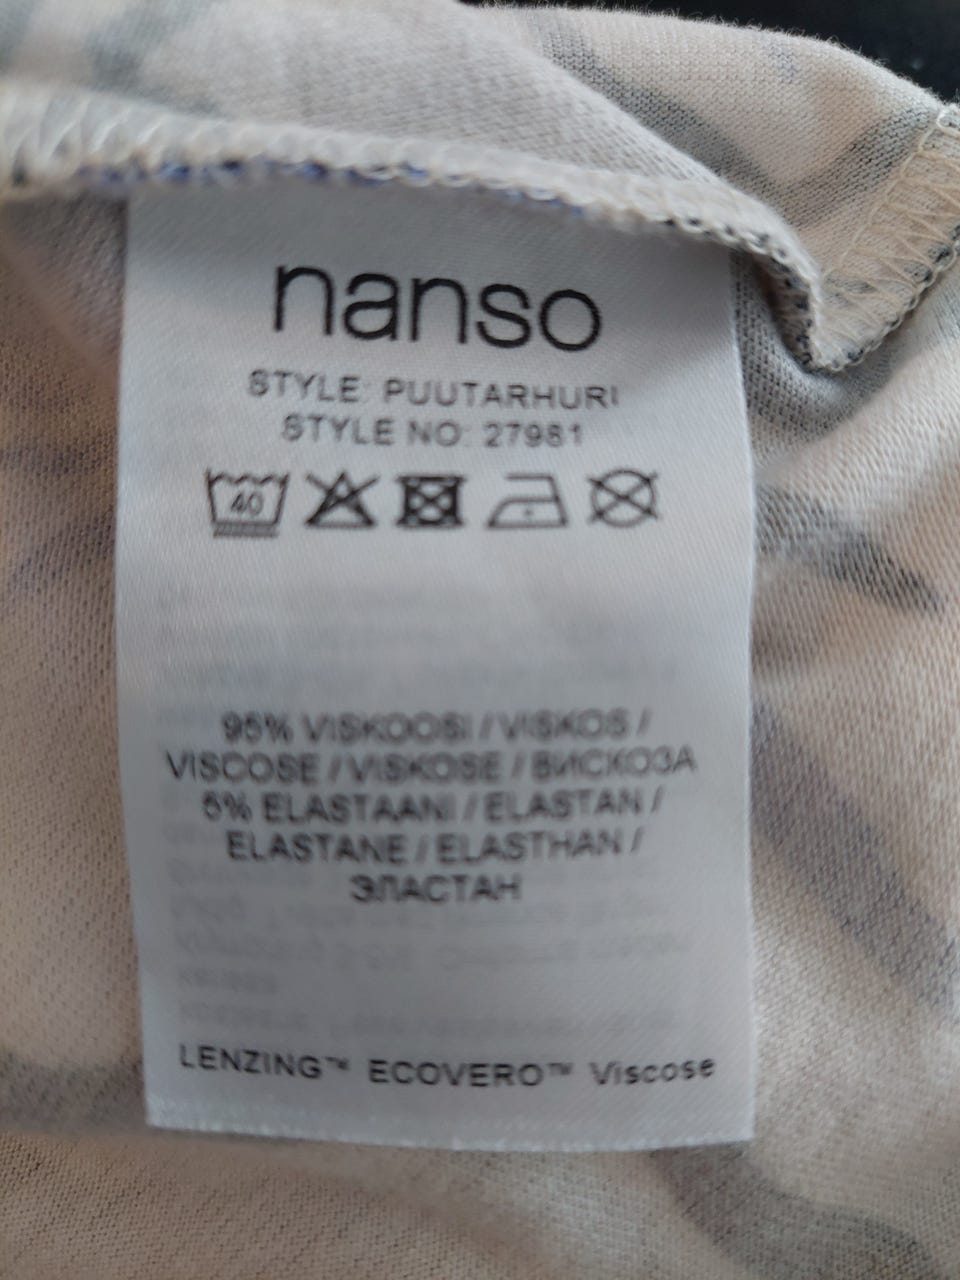 nanso
STYLE: PUUTARHURI
STYLE NO: 27981
40
95% VISKOOSI / VISKOS /
VISCOSE / VISKOSE / ВИСКОЗА
5% ELASTAANI / ELASTAN /
ELASTANE / ELASTHAN /
ЭЛАСТАН
LENZING™ ECOVERO™ Viscose